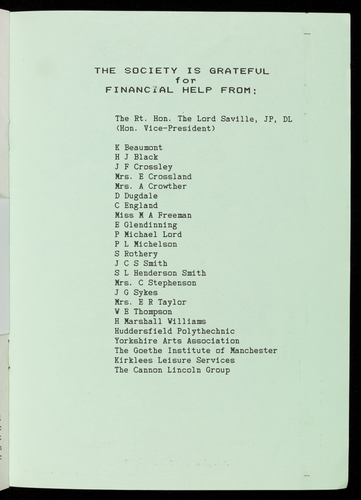 THE SOCIETY IS GRATEFUL
for
FINANCIAL HELP FROM:
The Rt. Hon. The Lord Saville, JP, DL
(Hon. Vice-President)
K Beaumont
H J Black
J F Crossley
Mrs. E Crossland
Mrs. A Crowther
D Dugdale
C England
Miss M A Freeman
E Glendinning
P Michael Lord
P L Michelson
S Rothery
J C S Smith
S L Henderson Smith
Mrs. C Stephenson
J G Sykes
Mrs. E R Taylor
W E Thompson
H Marshall Williams
Huddersfield Polythechnic
Yorkshire Arts Association
The Goethe Institute of Manchester
Kirklees Leisure Services
The Cannon Lincoln Group